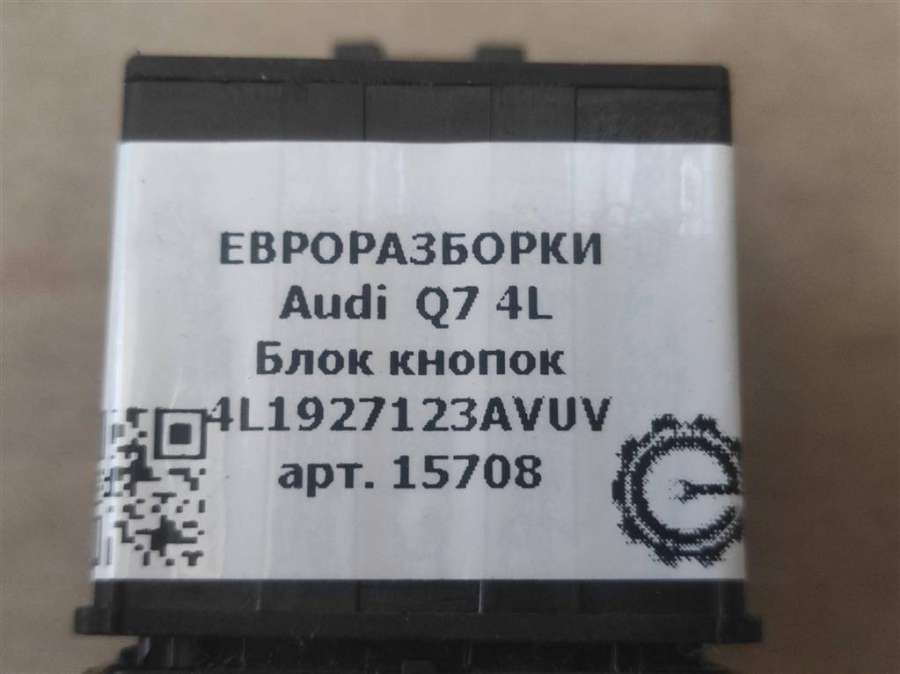 ЕВРОРАЗБОРКИ
Audi Q7 4L
Блок кнопок
4L1927123AVUV
арт. 15708